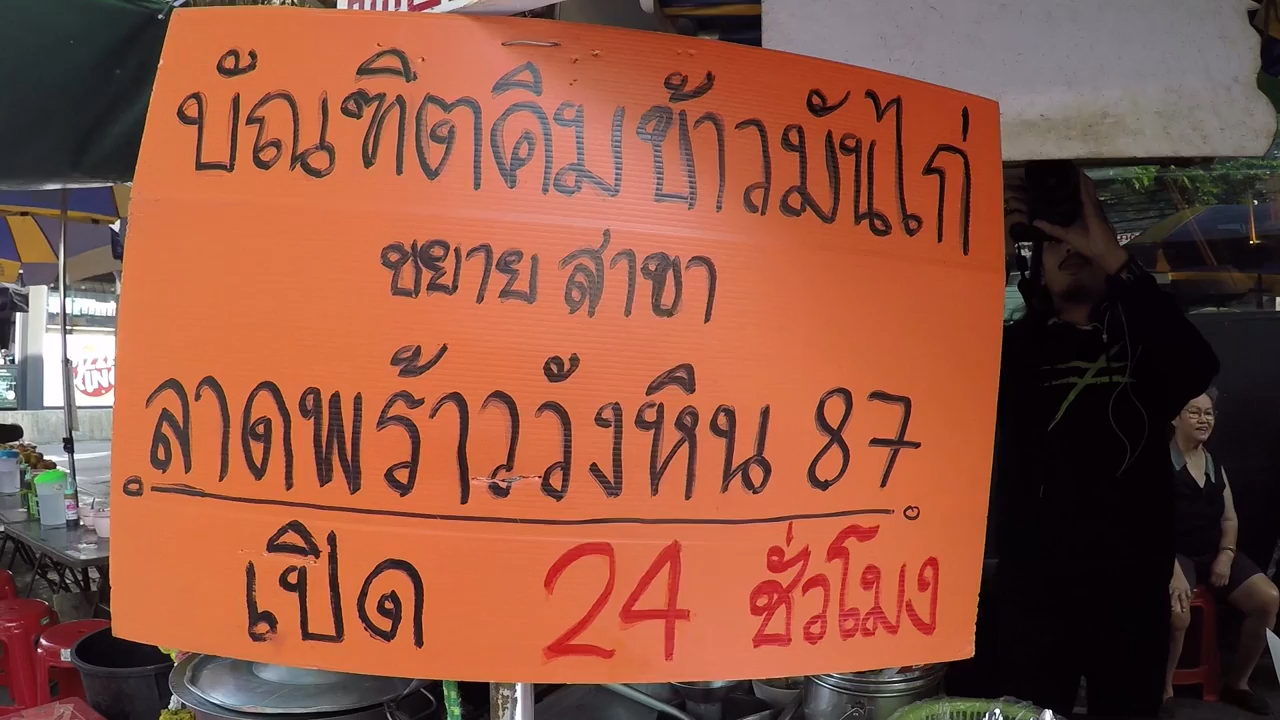 บัณฑิตคิมข้าวมันไก่
ขยาย สาขา
ลาดพร้าววังหิน 87
เปิด 24 ชั่วโมง